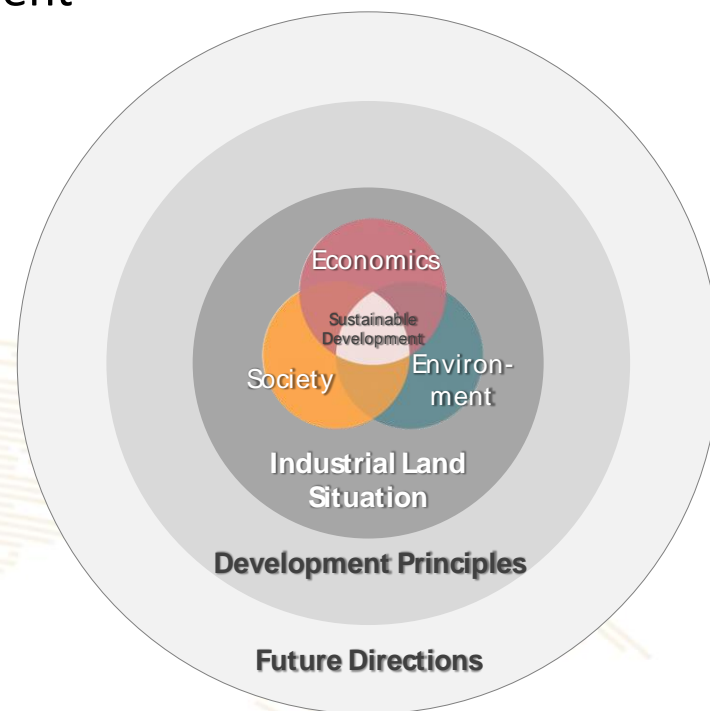 Economics
Sustainable
Development
Society
Environ-
ment
Industrial Land
Situation
Development Principles
Future Directions